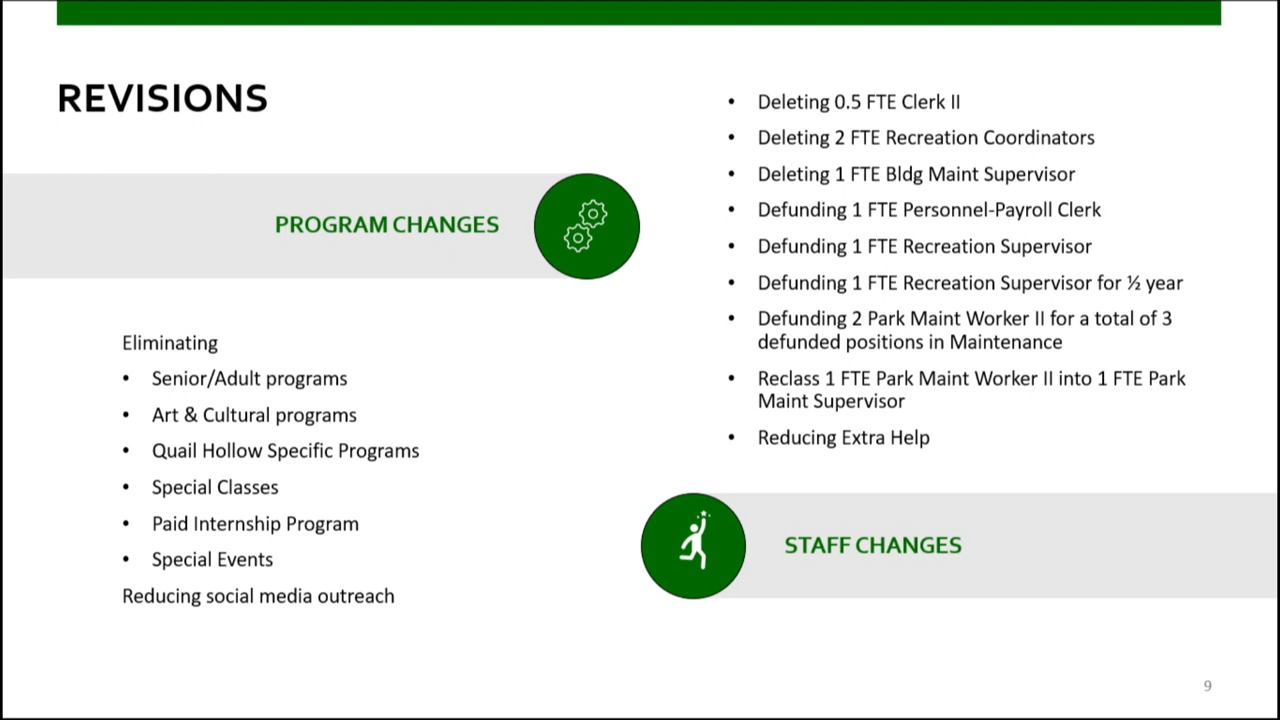 REVISIONS
PROGRAM CHANGES
Eliminating
• Senior/Adult programs
• Art & Cultural programs
• Quail Hollow Specific Programs
• Special Classes
• Paid Internship Program
• Special Events
Reducing social media outreach
• Deleting 0.5 FTE Clerk II
• Deleting 2 FTE Recreation Coordinators
• Deleting 1 FTE Bldg Maint Supervisor
• Defunding 1 FTE Personnel-Payroll Clerk
• Defunding 1 FTE Recreation Supervisor
• Defunding 1 FTE Recreation Supervisor for ½ year
• Defunding 2 Park Maint Worker II for a total of 3
defunded positions in Maintenance
• Reclass 1 FTE Park Maint Worker II into 1 FTE Park
Maint Supervisor
• Reducing Extra Help
STAFF CHANGES
9